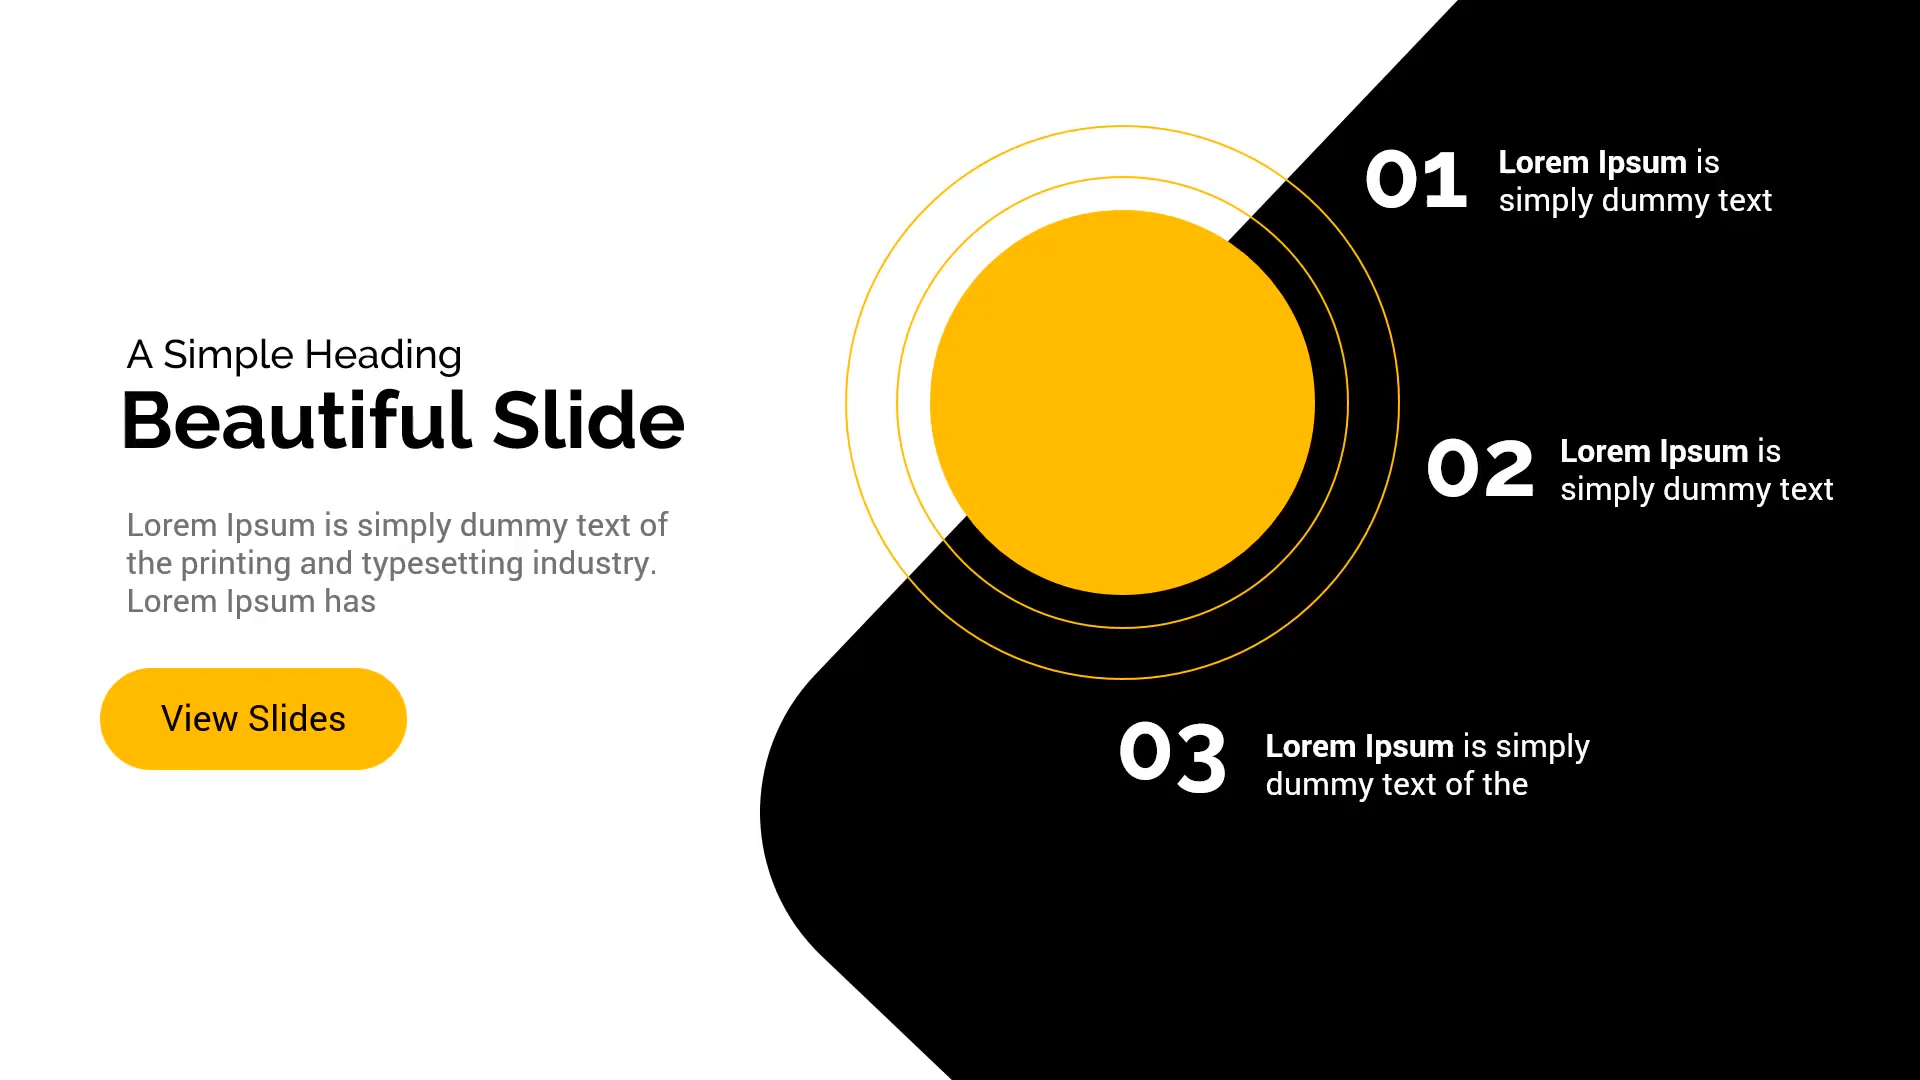 A Simple Heading
Beautiful Slide
Lorem Ipsum is simply dummy text of
the printing and typesetting industry.
Lorem Ipsum has
View Slides
01
Lorem Ipsum is
simply dummy text
02
Lorem Ipsum is
simply dummy text
03
Lorem Ipsum is simply
dummy text of the